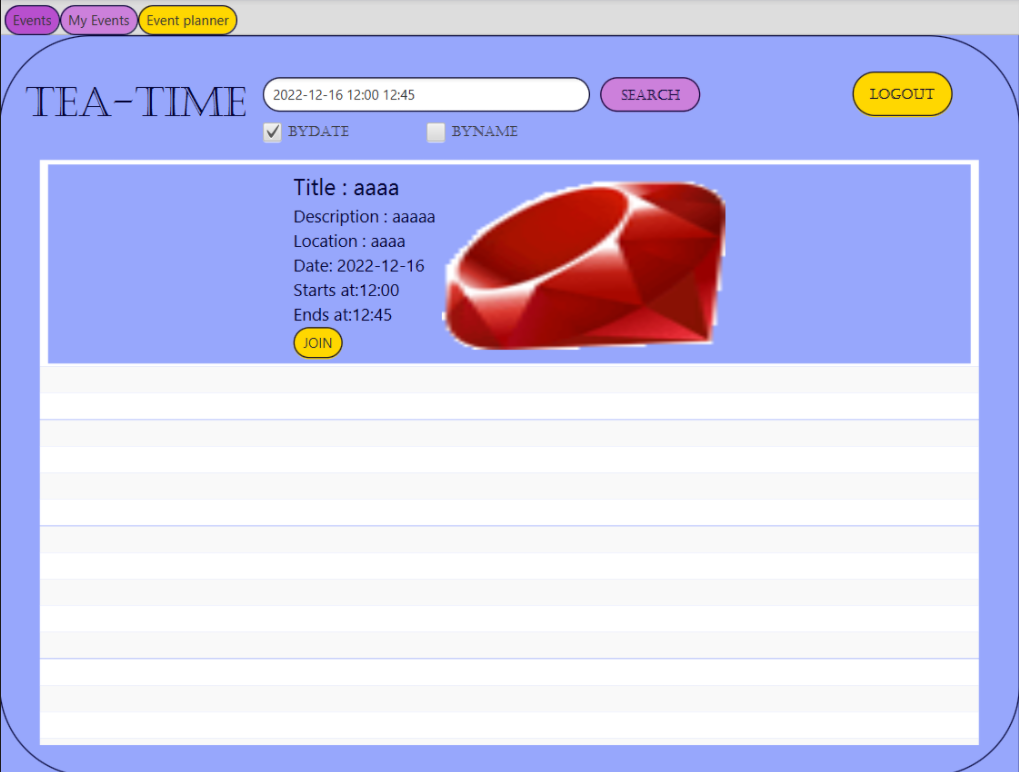 Events My Events Event planner
TEA-TIME 2022-12-16 12:00 12:45 SEARCH LOGOUT
BYDATE BYNAME
Title : aaaa
Description : aaaaa
Location : aaaa
Date: 2022-12-16
Starts at:12:00
Ends at:12:45
JOIN